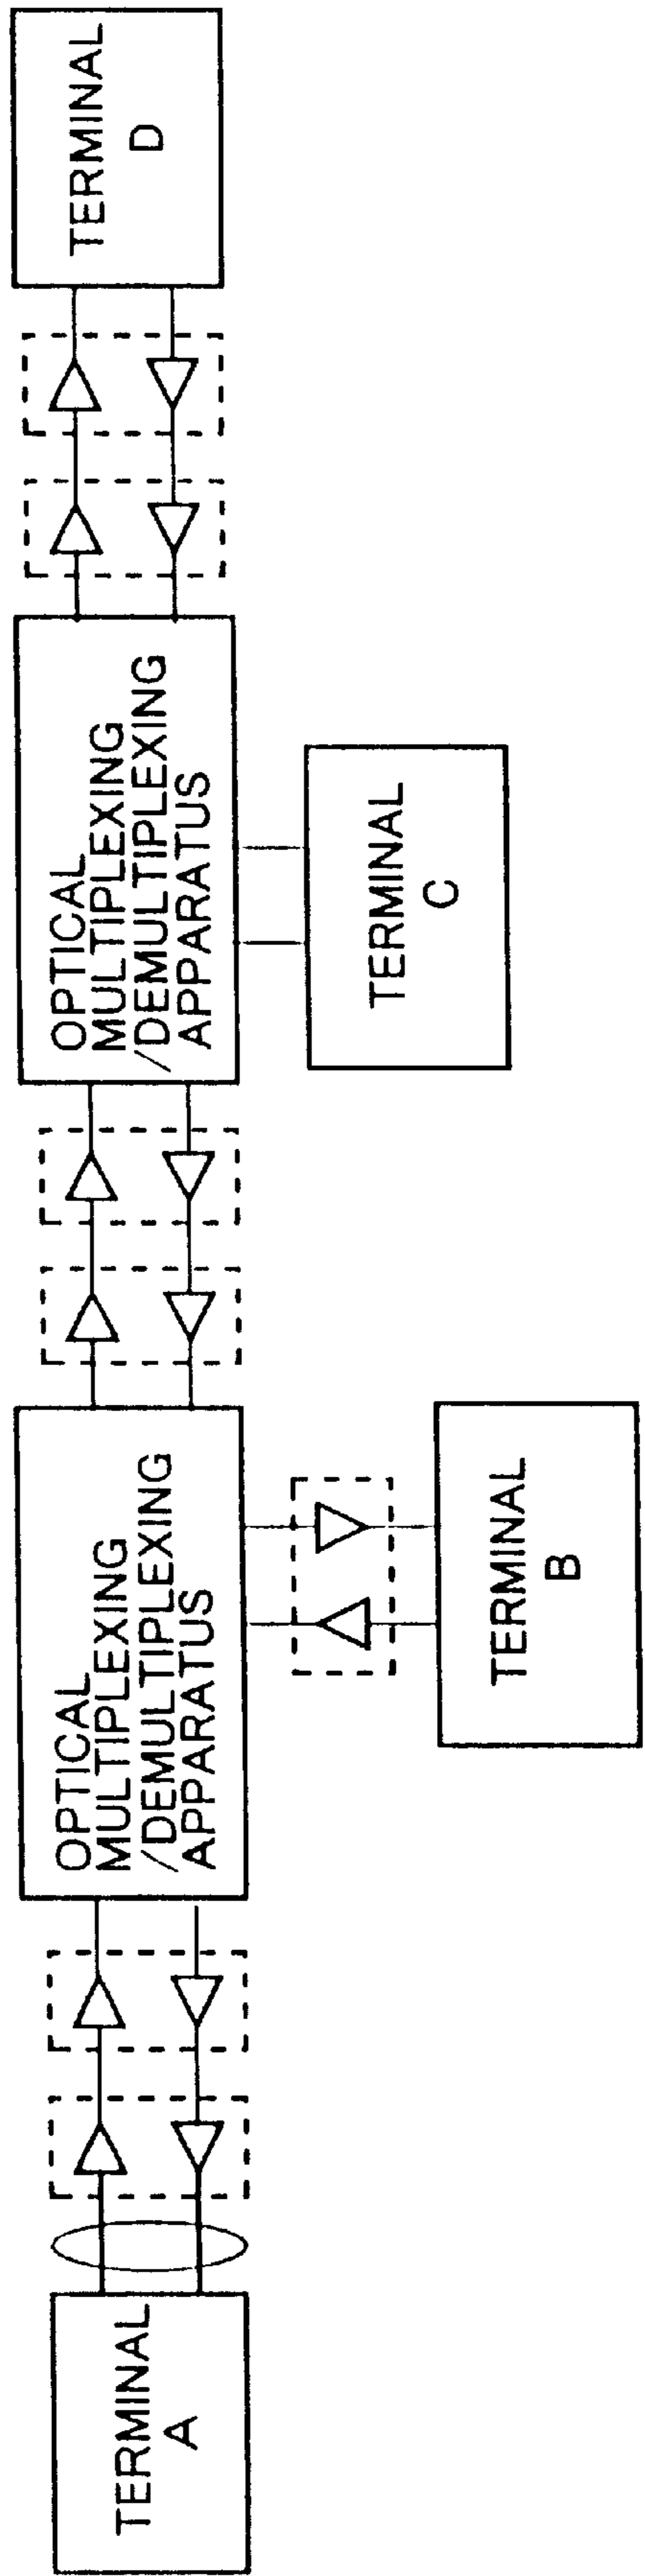 TERMINAL
A
OPTICAL
MULTIPLEXING
/DEMULTIPLEXING
APPARATUS
TERMINAL
B
OPTICAL
MULTIPLEXING
/DEMULTIPLEXING
APPARATUS
TERMINAL
C
TERMINAL
D